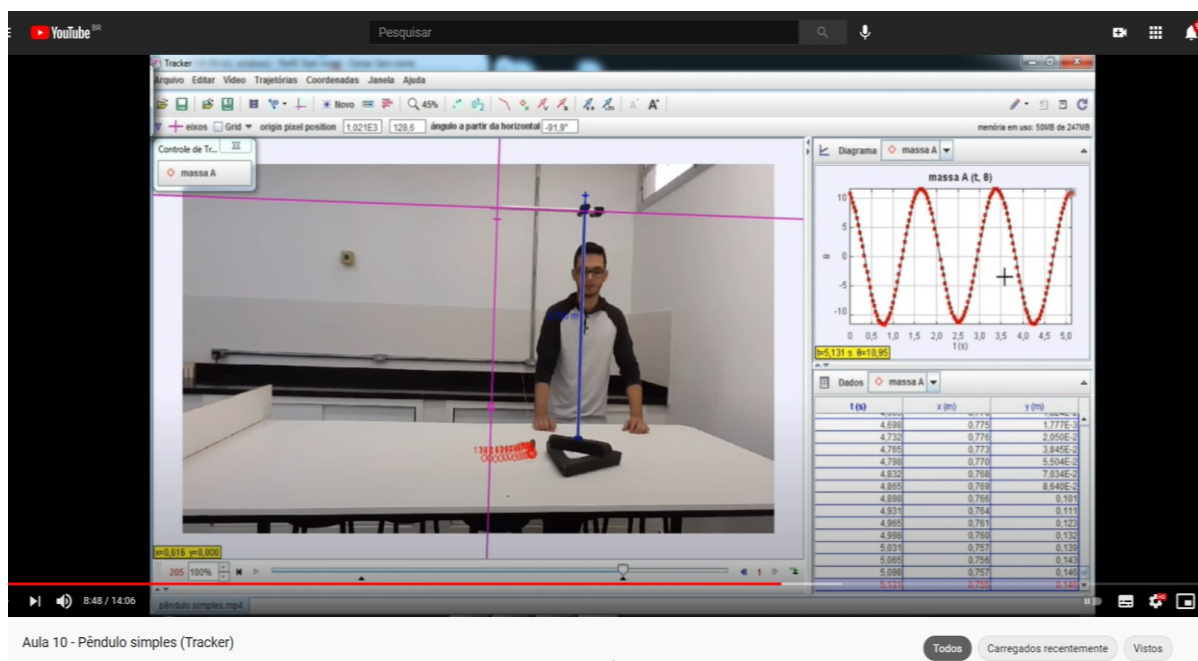 YouTube BR
Pesquisar
Tracker
Arquivo Editar Vídeo Trajetórias Coordenadas Janela Ajuda
Novo 45%
eixos Grid origin pixel position 1,021E3 128,6 ângulo a partir da horizontal -91,9°
memória em uso: 50MB de 247MB
Controle de Tr...
massa A
Diagrama massa A
massa A (t, θ)
10
5
0
-5
-10
θ
0 0,5 1,0 1,5 2,0 2,5 3,0 3,5 4,0 4,5 5,0
t (s)
t=5,131 s θ=10,95
Dados massa A
t (s) x (m) y (m)
4,698 0,775 1,777E-3
4,732 0,776 2,050E-2
4,765 0,773 3,845E-2
4,798 0,770 5,504E-2
4,832 0,768 7,034E-2
4,865 0,769 8,640E-2
4,898 0,766 0,101
4,931 0,764 0,111
4,965 0,761 0,123
4,998 0,760 0,132
5,031 0,757 0,139
5,065 0,756 0,143
5,098 0,757 0,146
5,131 0,755 0,146
x=0,616 y=0,000
205 100% 1
pêndulo simples.mp4
8:48 / 14:06
Aula 10 - Pêndulo simples (Tracker)
Todos Carregados recentemente Vistos